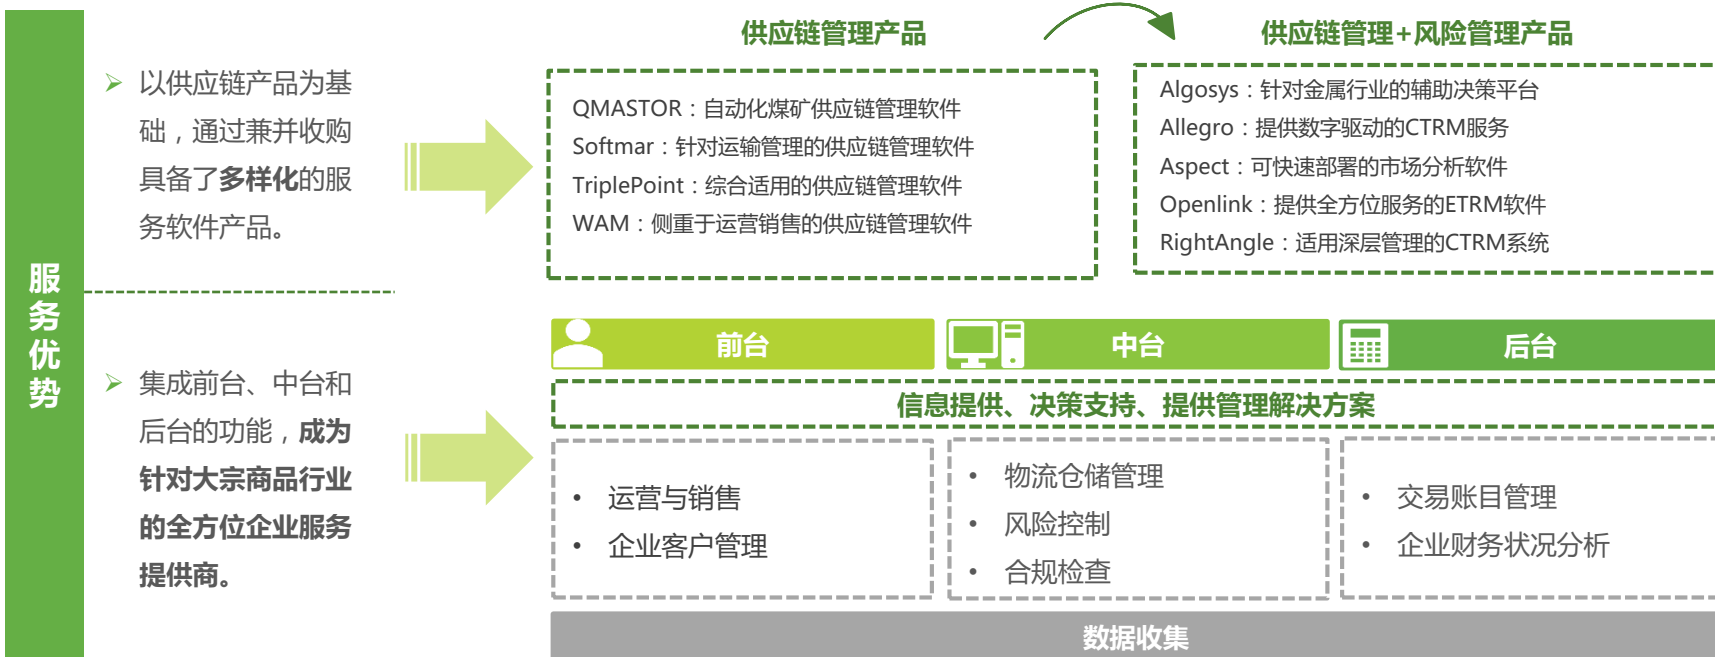 服务优势
以供应链产品为基
础，通过兼并收购
具备了多样化的服
务软件产品。
供应链管理产品
QMASTOR：自动化煤矿供应链管理软件
Softmar：针对运输管理的供应链管理软件
TriplePoint：综合适用的供应链管理软件
WAM：侧重于运营销售的供应链管理软件
供应链管理+风险管理产品
Algosys：针对金属行业的辅助决策平台
Allegro：提供数字驱动的CTRM服务
Aspect：可快速部署的市场分析软件
Openlink：提供全方位服务的ETRM软件
RightAngle：适用深层管理的CTRM系统
集成前台、中台和
后台的功能，成为
针对大宗商品行业
的全方位企业服务
提供商。
前台
中台
后台
信息提供、决策支持、提供管理解决方案
• 运营与销售
• 企业客户管理
• 物流仓储管理
• 风险控制
• 合规检查
• 交易账目管理
• 企业财务状况分析
数据收集